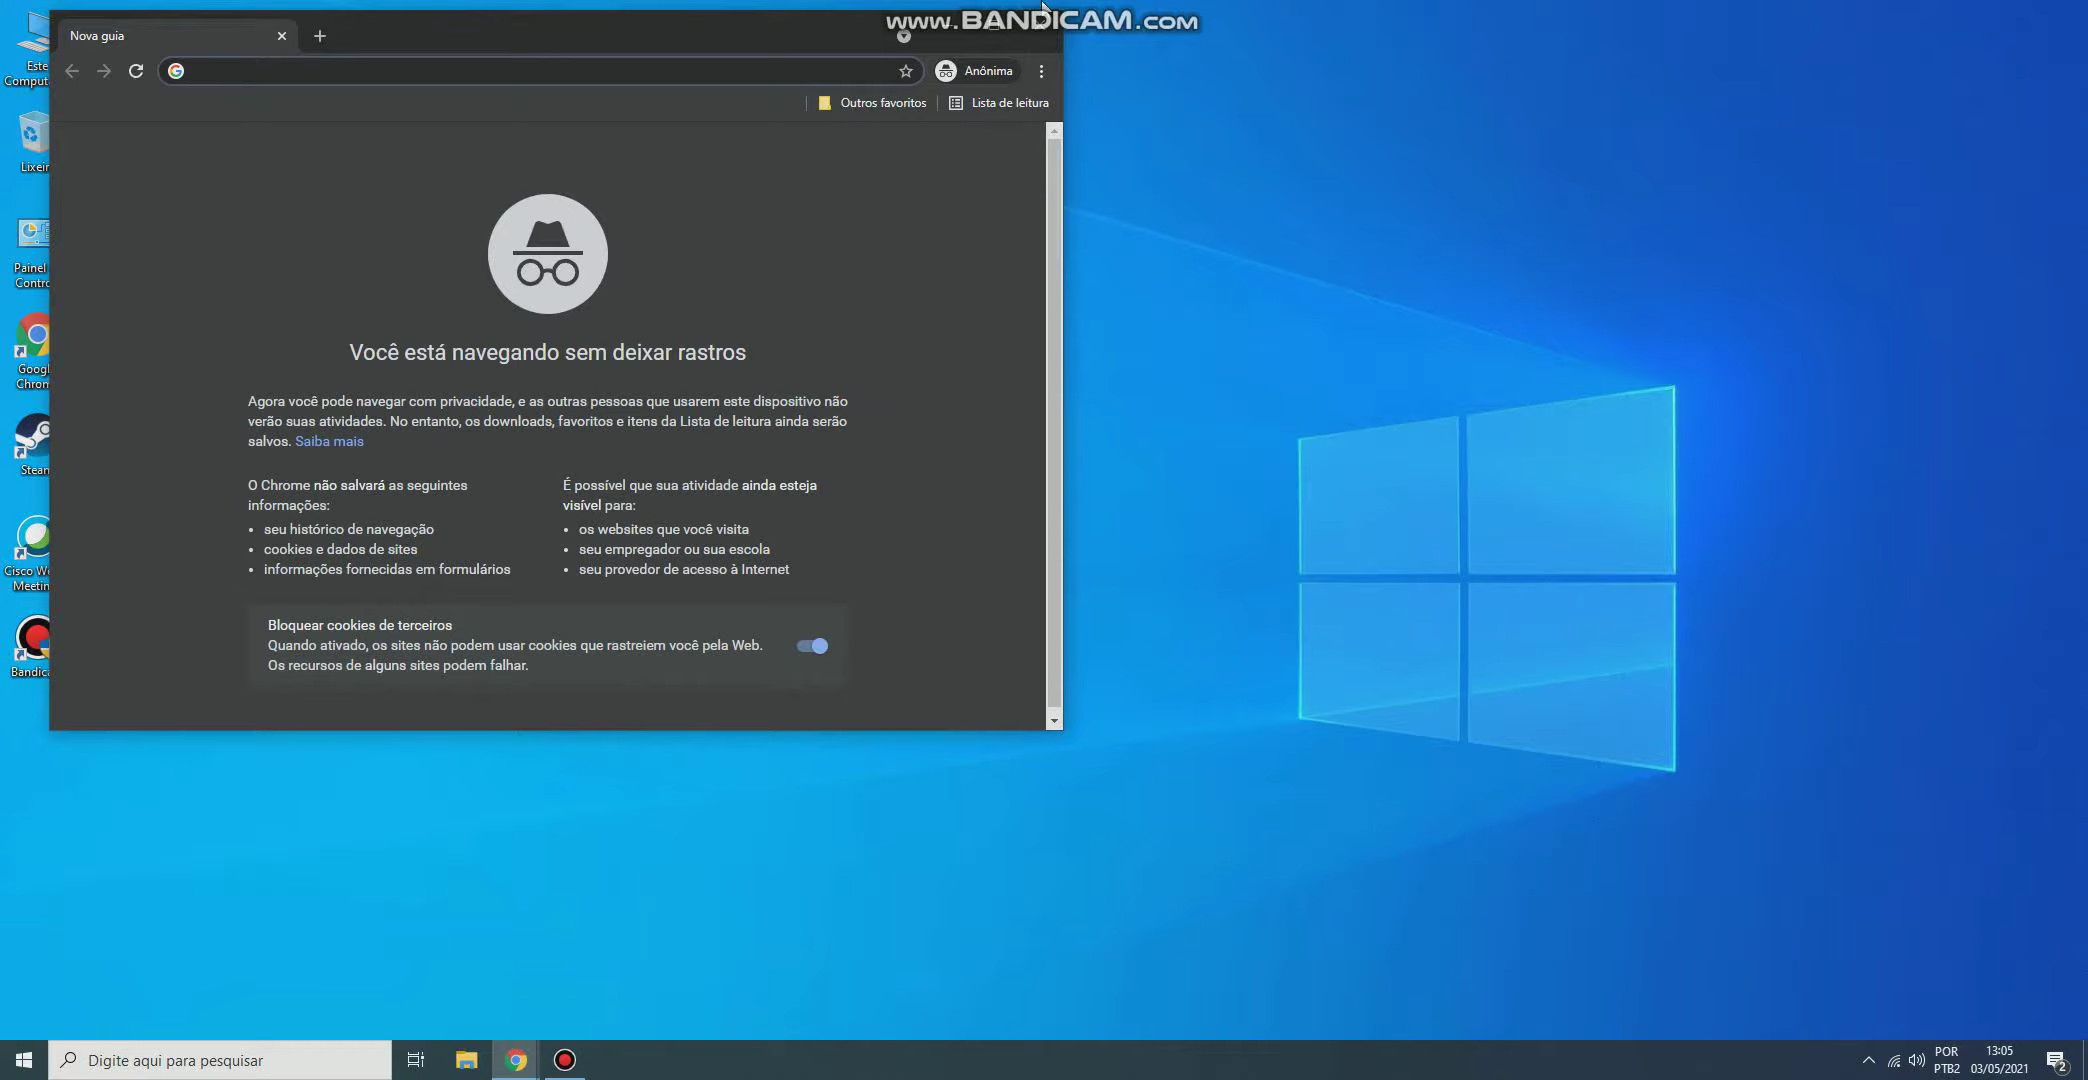 www.BANDICAM.com
Nova guia
Anônima
Outros favoritos
Lista de leitura
Você está navegando sem deixar rastros
Agora você pode navegar com privacidade, e as outras pessoas que usarem este dispositivo não
verão suas atividades. No entanto, os downloads, favoritos e itens da Lista de leitura ainda serão
salvos. Saiba mais
O Chrome não salvará as seguintes
informações:
• seu histórico de navegação
• cookies e dados de sites
• informações fornecidas em formulários
É possível que sua atividade ainda esteja
visível para:
• os websites que você visita
• seu empregador ou sua escola
• seu provedor de acesso à Internet
Bloquear cookies de terceiros
Quando ativado, os sites não podem usar cookies que rastreiem você pela Web.
Os recursos de alguns sites podem falhar.
Este
Comput
Lixeir
Painel
Contro
Googl
Chrom
Steam
Cisco We
Meetin
Bandica
Digite aqui para pesquisar
POR
PTB2
13:05
03/05/2021
2